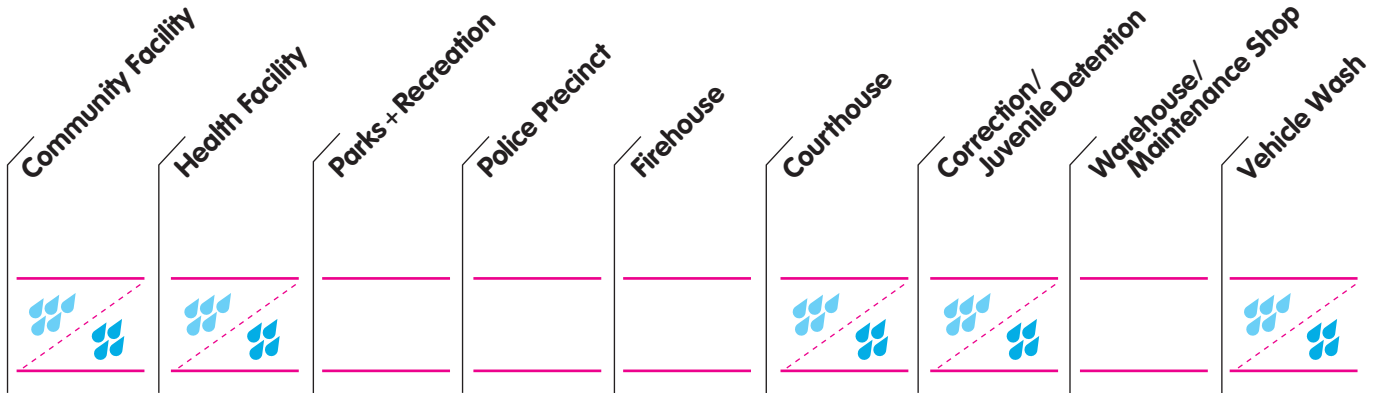 Community Facility
Health Facility
Parks + Recreation
Police Precinct
Firehouse
Courthouse
Correction/
Juvenile Detention
Warehouse/
Maintenance Shop
Vehicle Wash